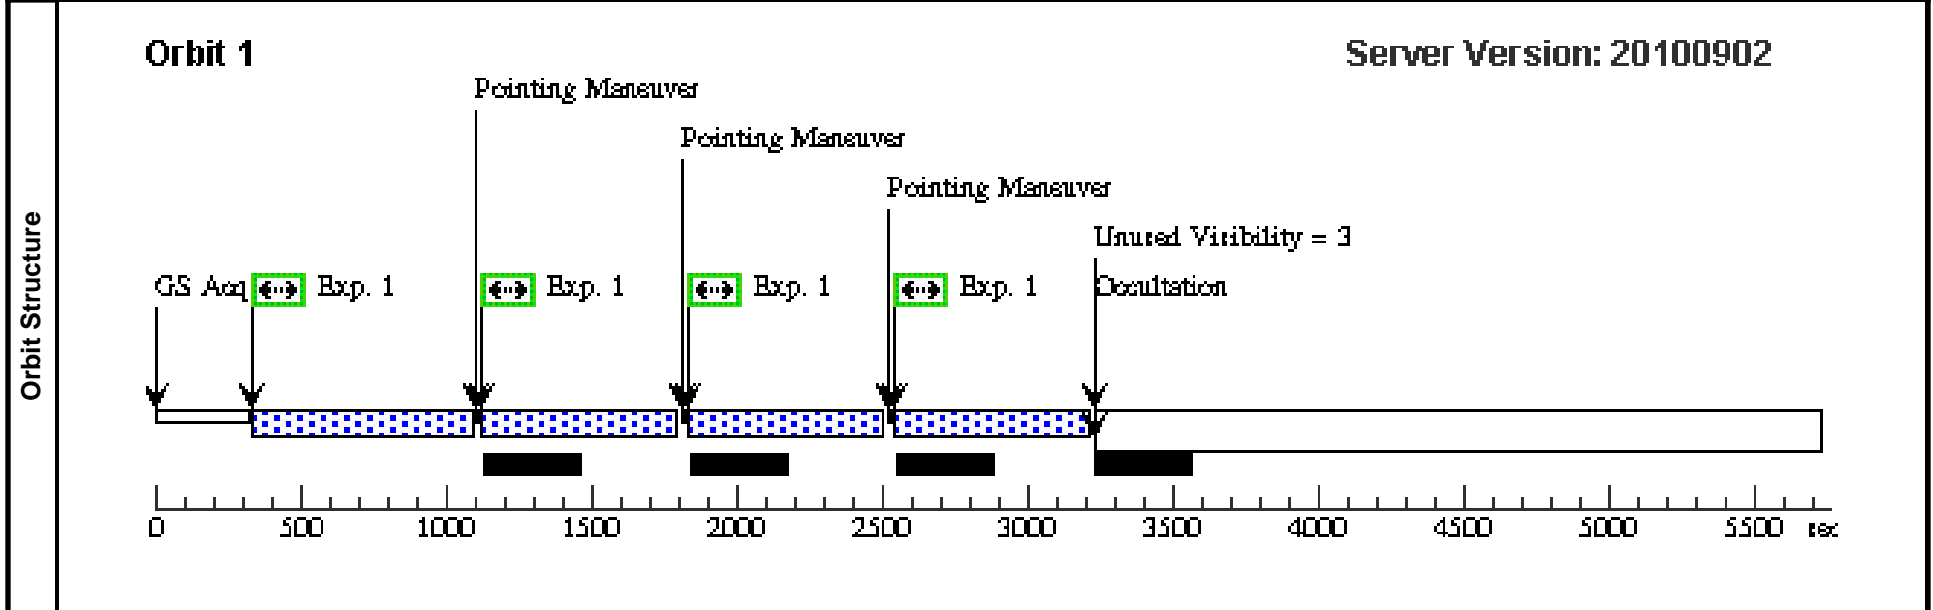 Orbit Structure
Orbit 1
Server Version: 20100902
Pointing Maneuver
Pointing Maneuver
Pointing Maneuver
Unused Visibility = 3
GS Acq Exp. 1 Exp. 1 Exp. 1 Exp. 1 Occultation
0 500 1000 1500 2000 2500 3000 3500 4000 4500 5000 5500 sec